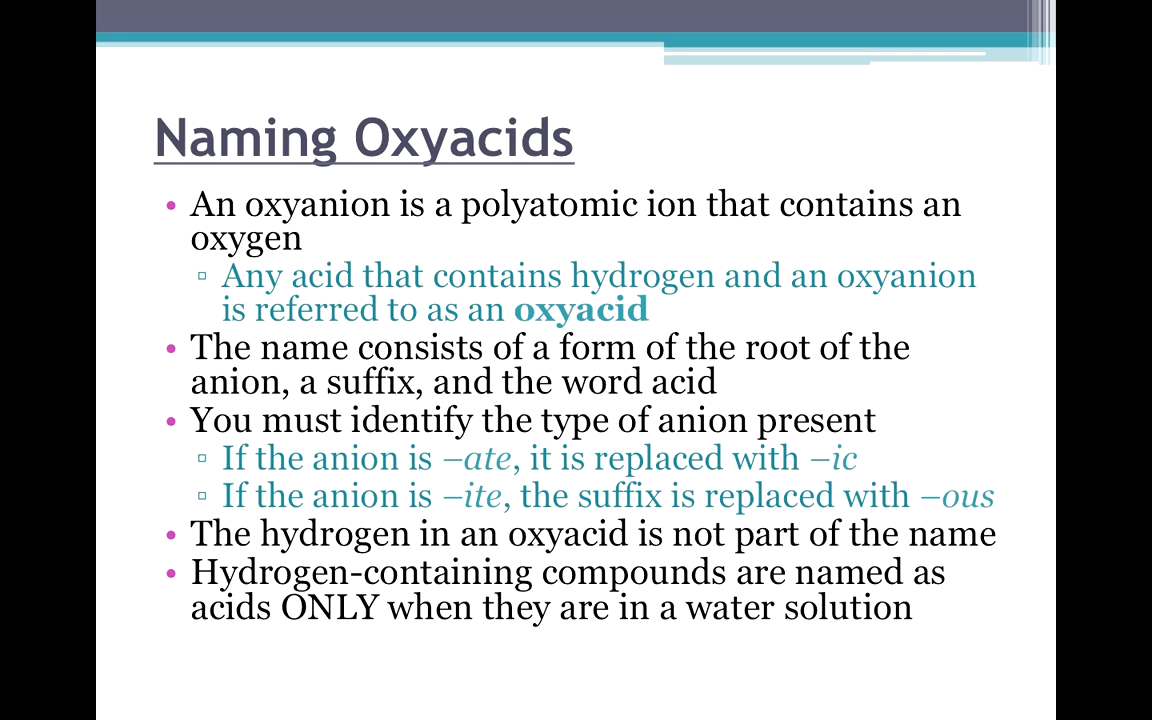 Naming Oxyacids
• An oxyanion is a polyatomic ion that contains an
oxygen
▫ Any acid that contains hydrogen and an oxyanion
is referred to as an oxyacid
• The name consists of a form of the root of the
anion, a suffix, and the word acid
• You must identify the type of anion present
▫ If the anion is –ate, it is replaced with –ic
▫ If the anion is –ite, the suffix is replaced with –ous
• The hydrogen in an oxyacid is not part of the name
• Hydrogen-containing compounds are named as
acids ONLY when they are in a water solution